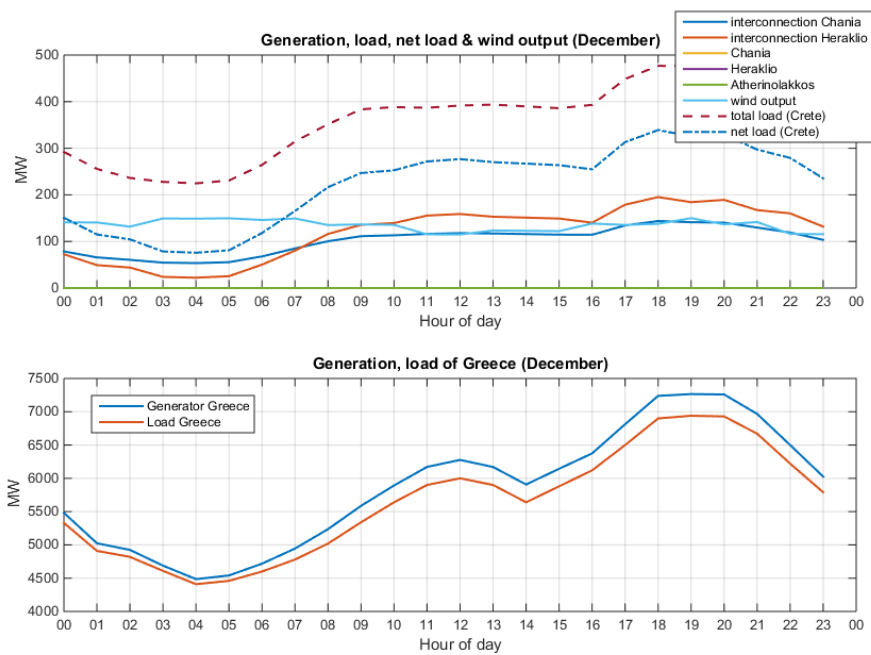 Generation, load, net load & wind output (December)
interconnection Chania
interconnection Heraklio
Chania
Heraklio
Atherinolakkos
wind output
total load (Crete)
net load (Crete)
500
400
300
200
100
0
MW
00 01 02 03 04 05 06 07 08 09 10 11 12 13 14 15 16 17 18 19 20 21 22 23 00
Hour of day
Generation, load of Greece (December)
Generator Greece
Load Greece
7500
7000
6500
6000
5500
5000
4500
4000
MW
00 01 02 03 04 05 06 07 08 09 10 11 12 13 14 15 16 17 18 19 20 21 22 23 00
Hour of day